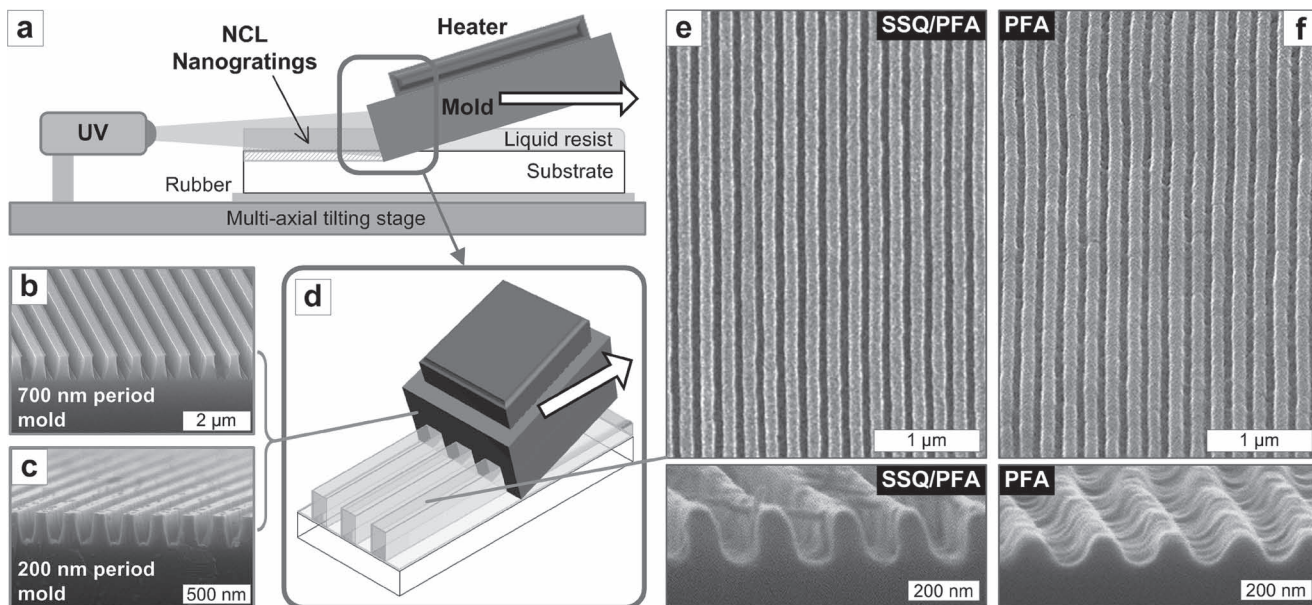 a
NCL
Nanogratings
Heater
Mold
UV
Liquid resist
Rubber
Substrate
Multi-axial tilting stage
b
700 nm period
mold
2 µm
c
200 nm period
mold
500 nm
d
e
SSQ/PFA
1 µm
SSQ/PFA
200 nm
PFA
f
1 µm
PFA
200 nm